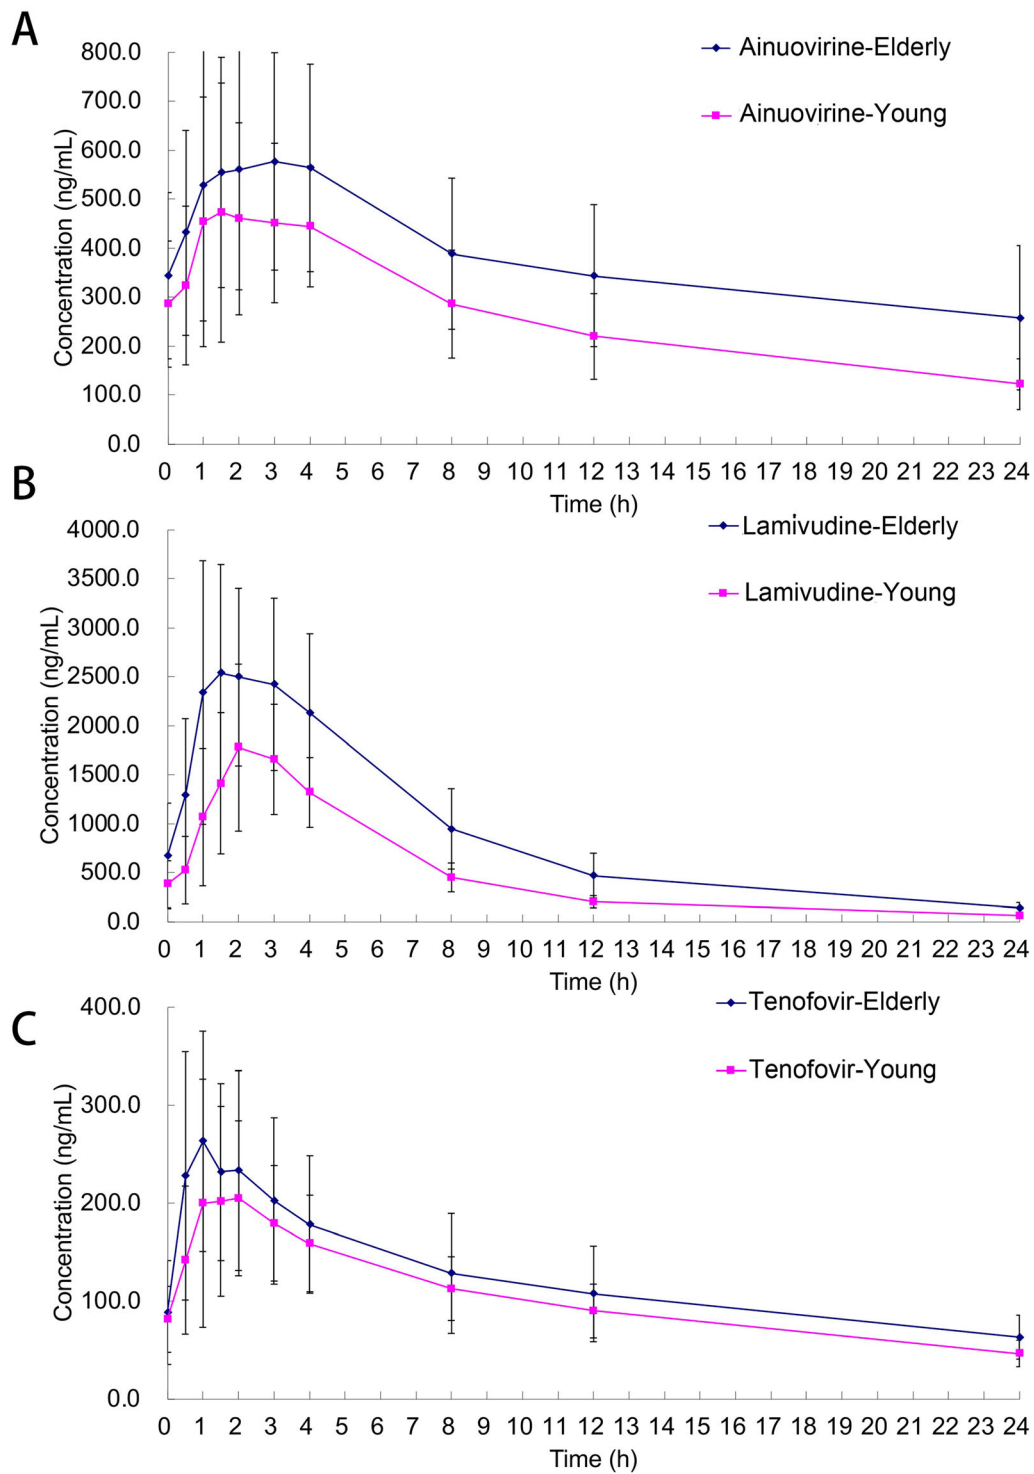 A
Ainuovirine-Elderly
Ainuovirine-Young
Concentration (ng/mL)
800.0
700.0
600.0
500.0
400.0
300.0
200.0
100.0
0.0
0 1 2 3 4 5 6 7 8 9 10 11 12 13 14 15 16 17 18 19 20 21 22 23 24
Time (h)
B
Lamivudine-Elderly
Lamivudine-Young
Concentration (ng/mL)
4000.0
3500.0
3000.0
2500.0
2000.0
1500.0
1000.0
500.0
0.0
0 1 2 3 4 5 6 7 8 9 10 11 12 13 14 15 16 17 18 19 20 21 22 23 24
Time (h)
C
Tenofovir-Elderly
Tenofovir-Young
Concentration (ng/mL)
400.0
300.0
200.0
100.0
0.0
0 1 2 3 4 5 6 7 8 9 10 11 12 13 14 15 16 17 18 19 20 21 22 23 24
Time (h)